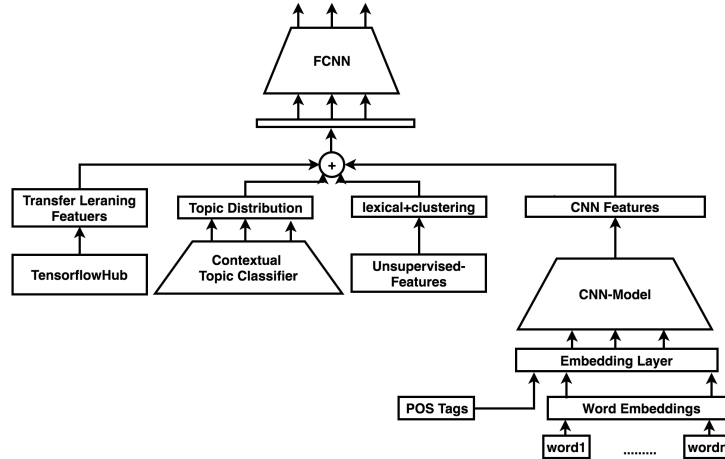 FCNN
+
Transfer Leraning
Featuers
Topic Distribution
lexical+clustering
CNN Features
TensorflowHub
Contextual
Topic Classifier
Unsupervised-
Features
CNN-Model
Embedding Layer
POS Tags
Word Embeddings
word1
.........
wordn